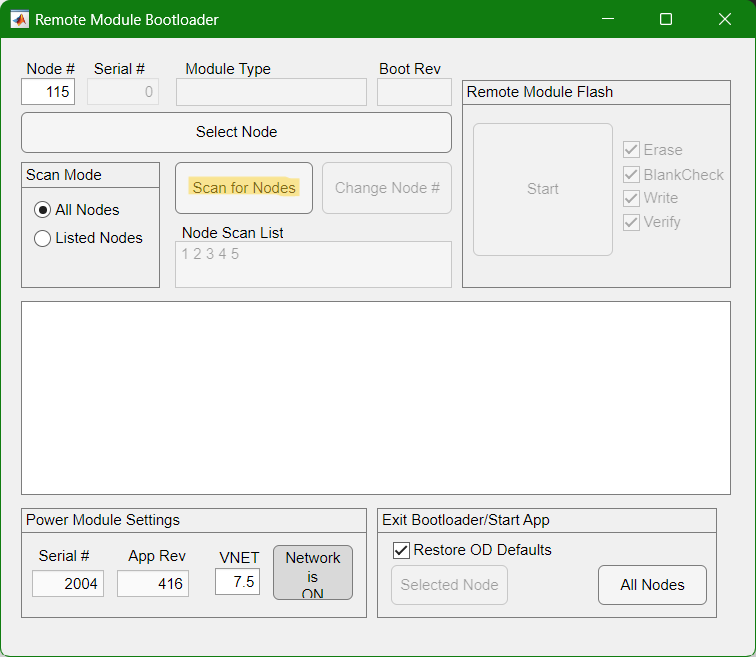 Remote Module Bootloader
Node # Serial # Module Type Boot Rev
115 0
Select Node
Remote Module Flash
Start
Erase
BlankCheck
Write
Verify
Scan Mode
All Nodes
Listed Nodes
Scan for Nodes Change Node #
Node Scan List
1 2 3 4 5
Power Module Settings
Serial # App Rev VNET
2004 416 7.5
Network
is
ON
Exit Bootloader/Start App
Restore OD Defaults
Selected Node All Nodes